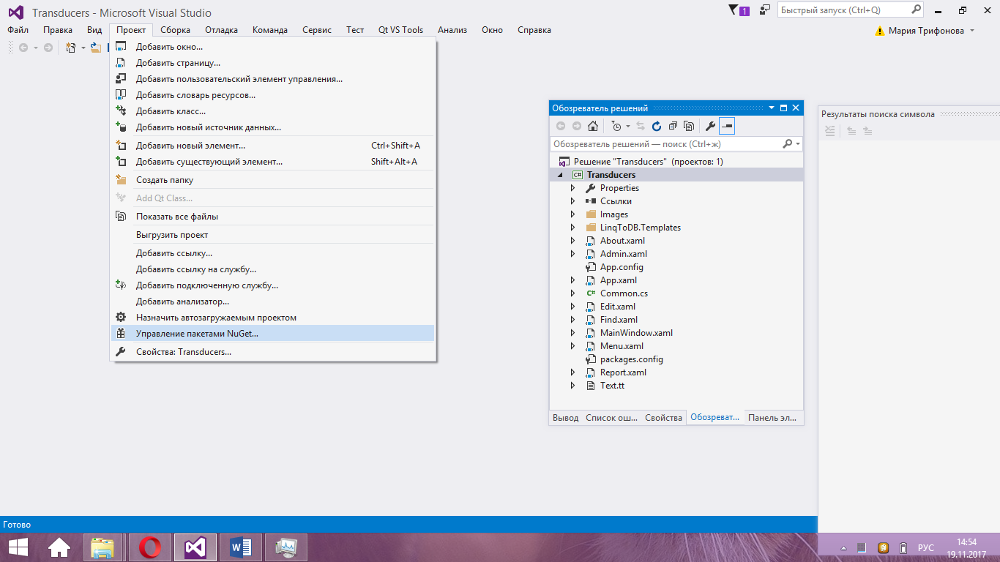 Transducers - Microsoft Visual Studio
1
Быстрый запуск (Ctrl+Q)
Файл Правка Вид Проект Сборка Отладка Команда Сервис Тест Qt VS Tools Анализ Окно Справка
Мария Трифонова
Добавить окно...
Добавить страницу...
Добавить пользовательский элемент управления...
Добавить словарь ресурсов...
Добавить класс...
Добавить новый источник данных...
Добавить новый элемент... Ctrl+Shift+A
Добавить существующий элемент... Shift+Alt+A
Создать папку
Add Qt Class...
Показать все файлы
Выгрузить проект
Добавить ссылку...
Добавить ссылку на службу...
Добавить подключенную службу...
Добавить анализатор...
Назначить автозагружаемым проектом
Управление пакетами NuGet...
Свойства: Transducers...
Обозреватель решений
Обозреватель решений — поиск (Ctrl+ж)
Решение "Transducers" (проектов: 1)
C# Transducers
Properties
Ссылки
Images
LinqToDB.Templates
About.xaml
Admin.xaml
App.config
App.xaml
C# Common.cs
Edit.xaml
Find.xaml
MainWindow.xaml
Menu.xaml
packages.config
Report.xaml
Text.tt
Вывод Список ош... Свойства Обозреват... Панель эл...
Результаты поиска символа
Готово
РУС
14:54
19.11.2017